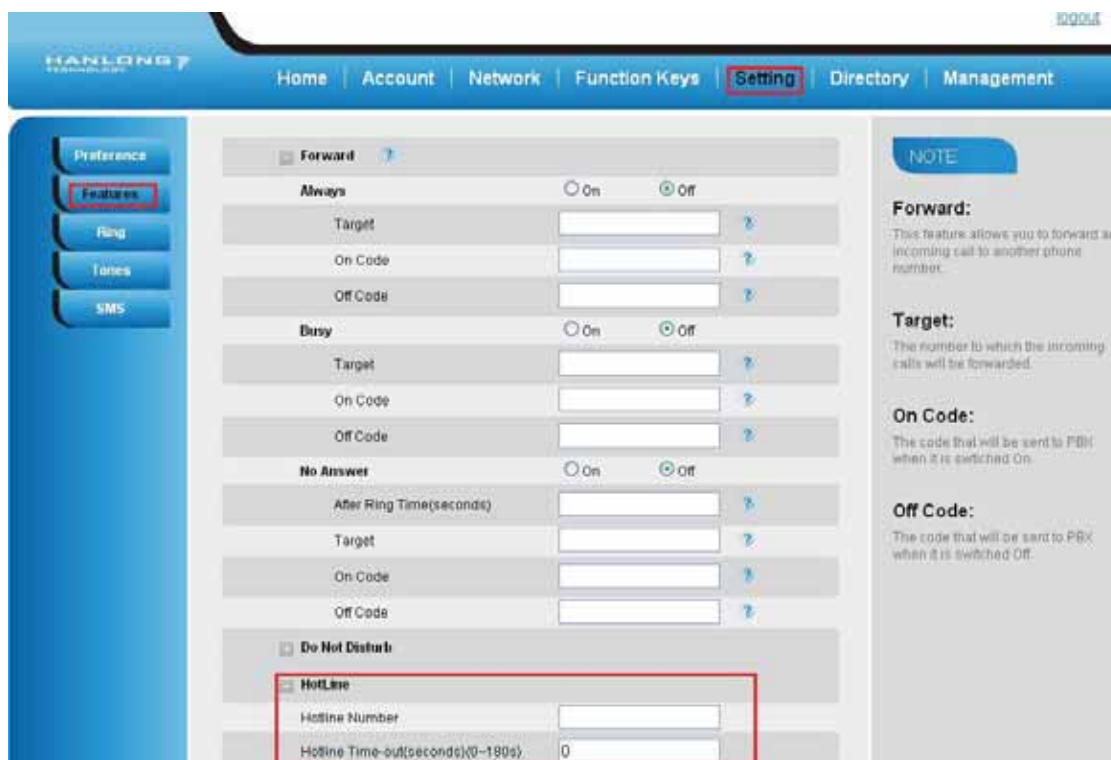 logout
HANLONG
TECHNOLOGY
Home | Account | Network | Function Keys | Setting | Directory | Management
Preference
Features
Ring
Tones
SMS
Forward ?
Always On Off
Target ?
On Code ?
Off Code ?
Busy On Off
Target ?
On Code ?
Off Code ?
No Answer On Off
After Ring Time(seconds) ?
Target ?
On Code ?
Off Code ?
Do Not Disturb
HotLine
Hotline Number
Hotline Time-out(seconds)(0~180s) 0
NOTE
Forward:
This feature allows you to forward an
incoming call to another phone
number.
Target:
The number to which the incoming
calls will be forwarded.
On Code:
The code that will be sent to PBX
when it is switched On.
Off Code:
The code that will be sent to PBX
when it is switched Off.